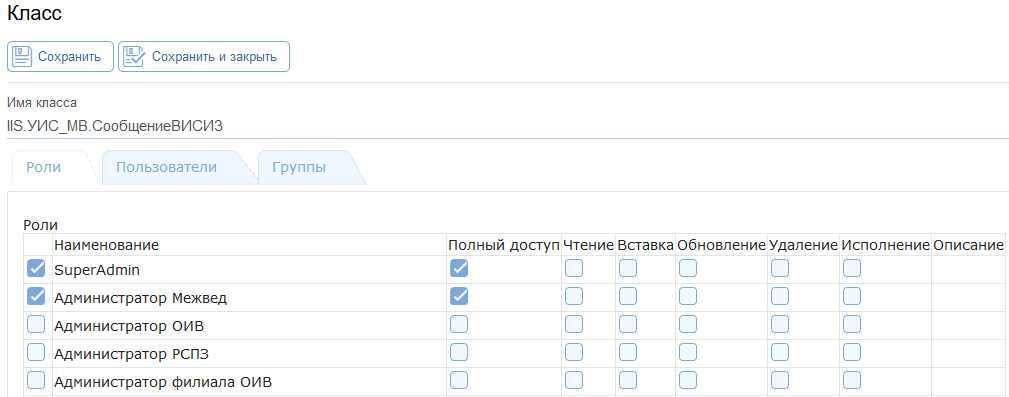 Класс
Сохранить Сохранить и закрыть
Имя класса
IIS.УИС_МВ.СообщениеВИСИЗ
Роли Пользователи Группы
Роли
Наименование Полный доступ Чтение Вставка Обновление Удаление Исполнение Описание
SuperAdmin
Администратор Межвед
Администратор ОИВ
Администратор РСПЗ
Администратор филиала ОИВ